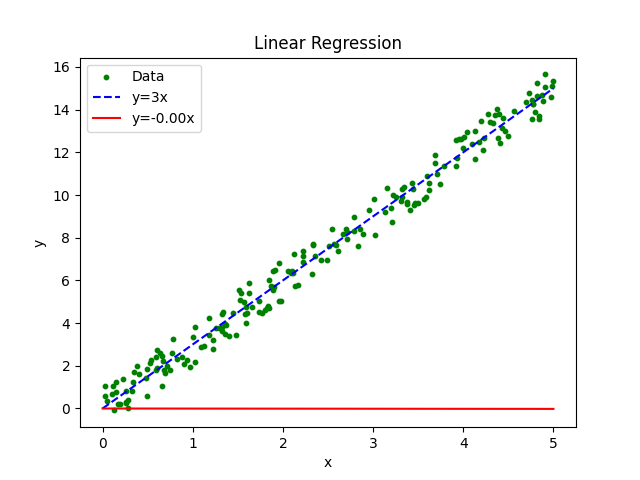 Linear Regression
Data
y=3x
y=-0.00x
16
14
12
10
8
6
4
2
0
y
0 1 2 3 4 5
x